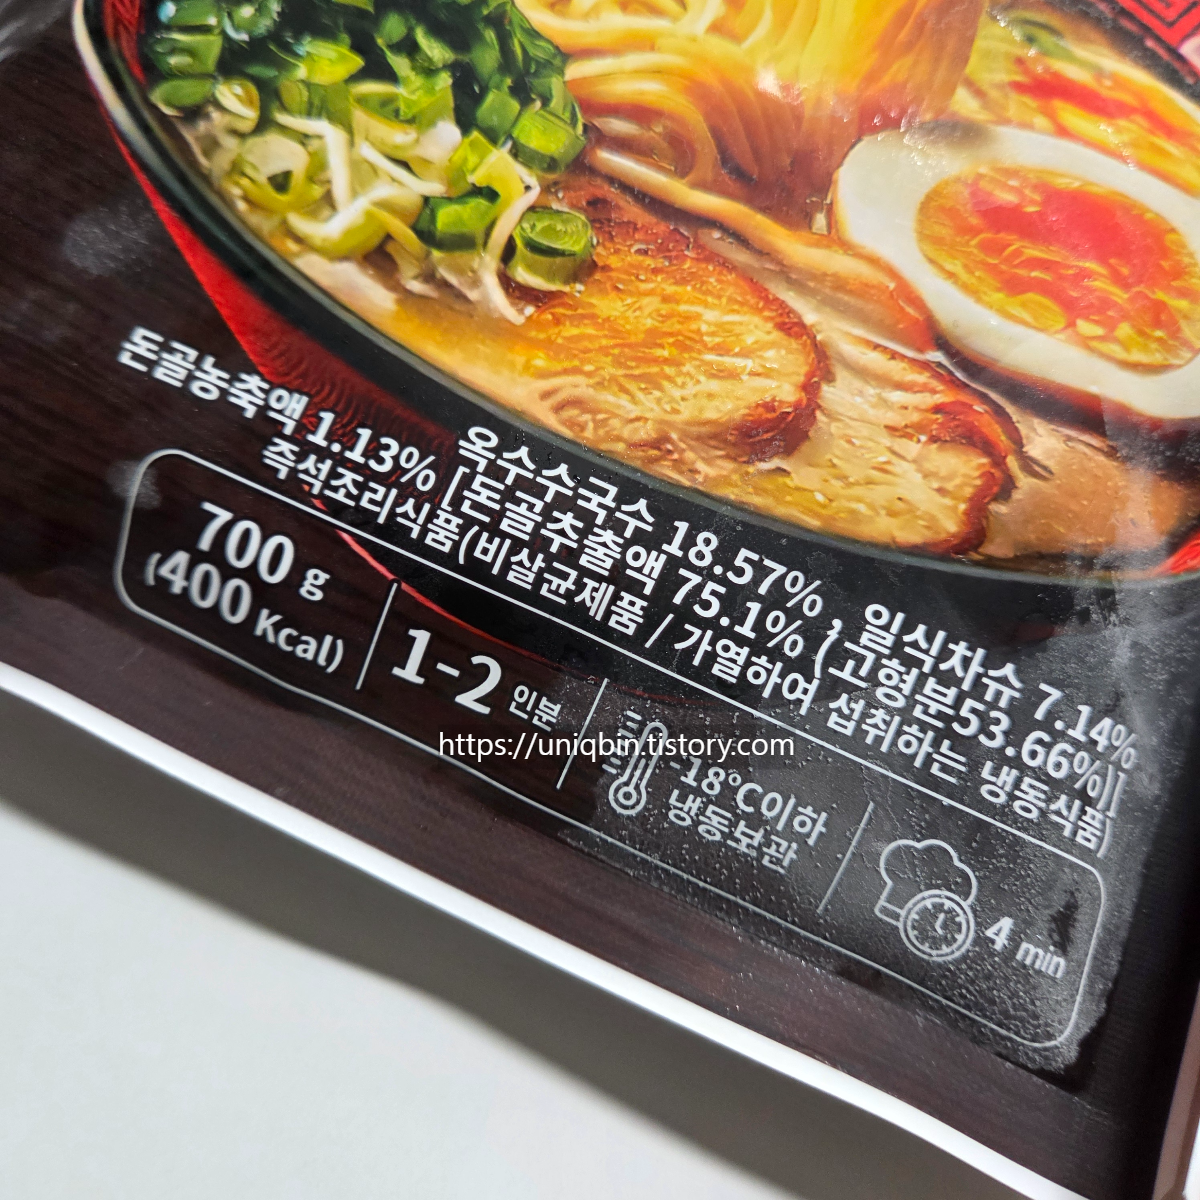 옥수수국수 18.57%, 일식차슈 7.14%
돈골농축액 1.13% [돈골추출액 75.1% (고형분53.66%)]
즉석조리식품(비살균제품 / 가열하여 섭취하는 냉동식품)
700 g
(400 Kcal)
1-2 인분
-18℃이하
냉동보관
4 min
https://uniqbin.tistory.com